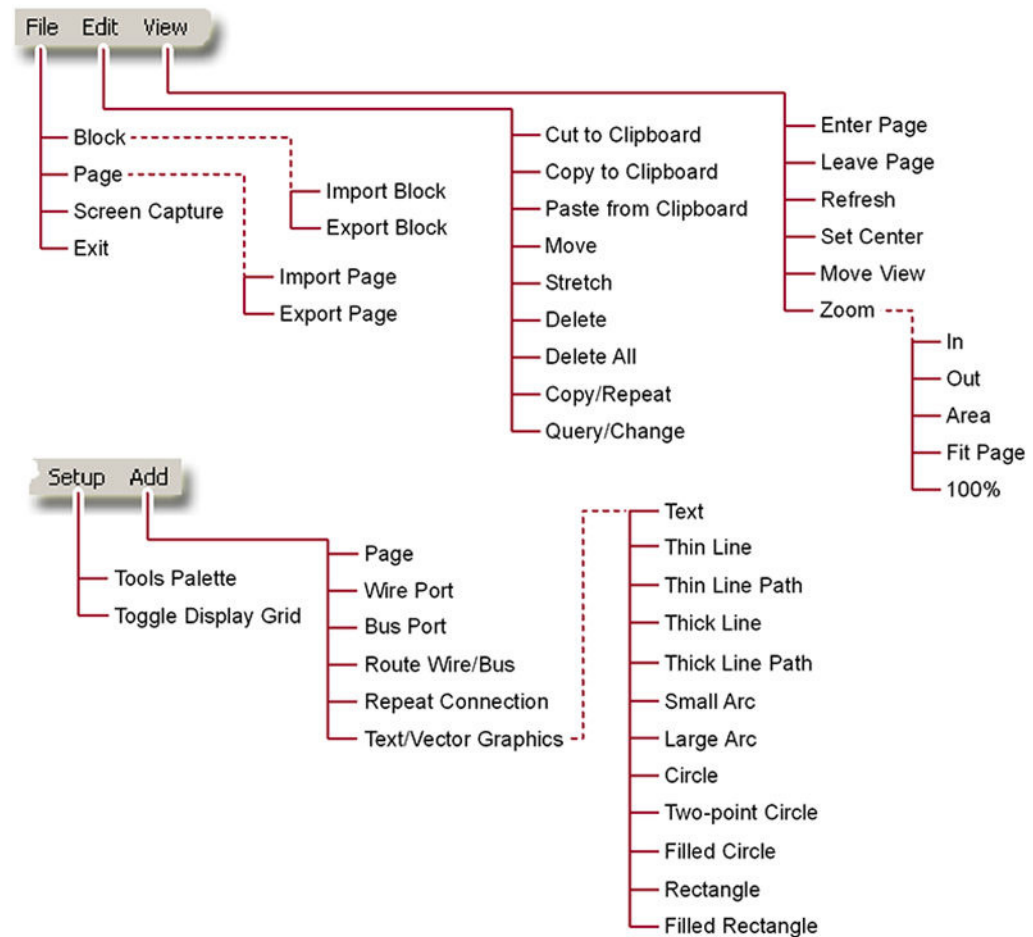 File Edit View
Block
Page
Screen Capture
Exit
Import Block
Export Block
Import Page
Export Page
Cut to Clipboard
Copy to Clipboard
Paste from Clipboard
Move
Stretch
Delete
Delete All
Copy/Repeat
Query/Change
Enter Page
Leave Page
Refresh
Set Center
Move View
Zoom
In
Out
Area
Fit Page
100%
Setup Add
Tools Palette
Toggle Display Grid
Page
Wire Port
Bus Port
Route Wire/Bus
Repeat Connection
Text/Vector Graphics
Text
Thin Line
Thin Line Path
Thick Line
Thick Line Path
Small Arc
Large Arc
Circle
Two-point Circle
Filled Circle
Rectangle
Filled Rectangle